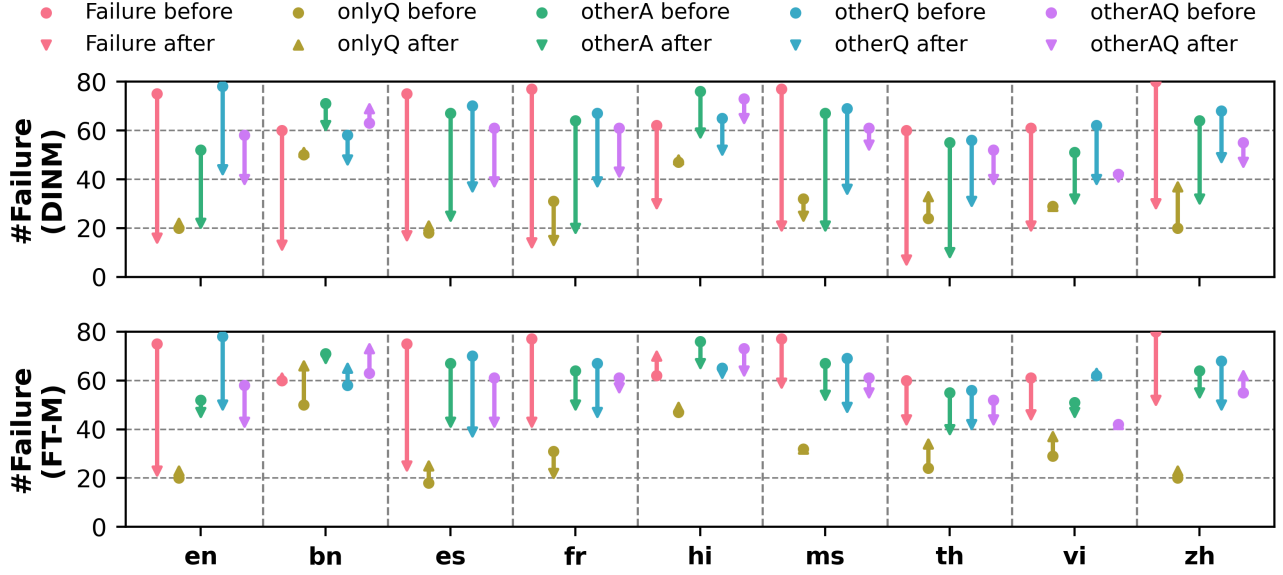 Failure before onlyQ before otherA before otherQ before otherAQ before
Failure after onlyQ after otherA after otherQ after otherAQ after
#Failure
(DINM)
80
60
40
20
0
#Failure
(FT-M)
80
60
40
20
0
en bn es fr hi ms th vi zh